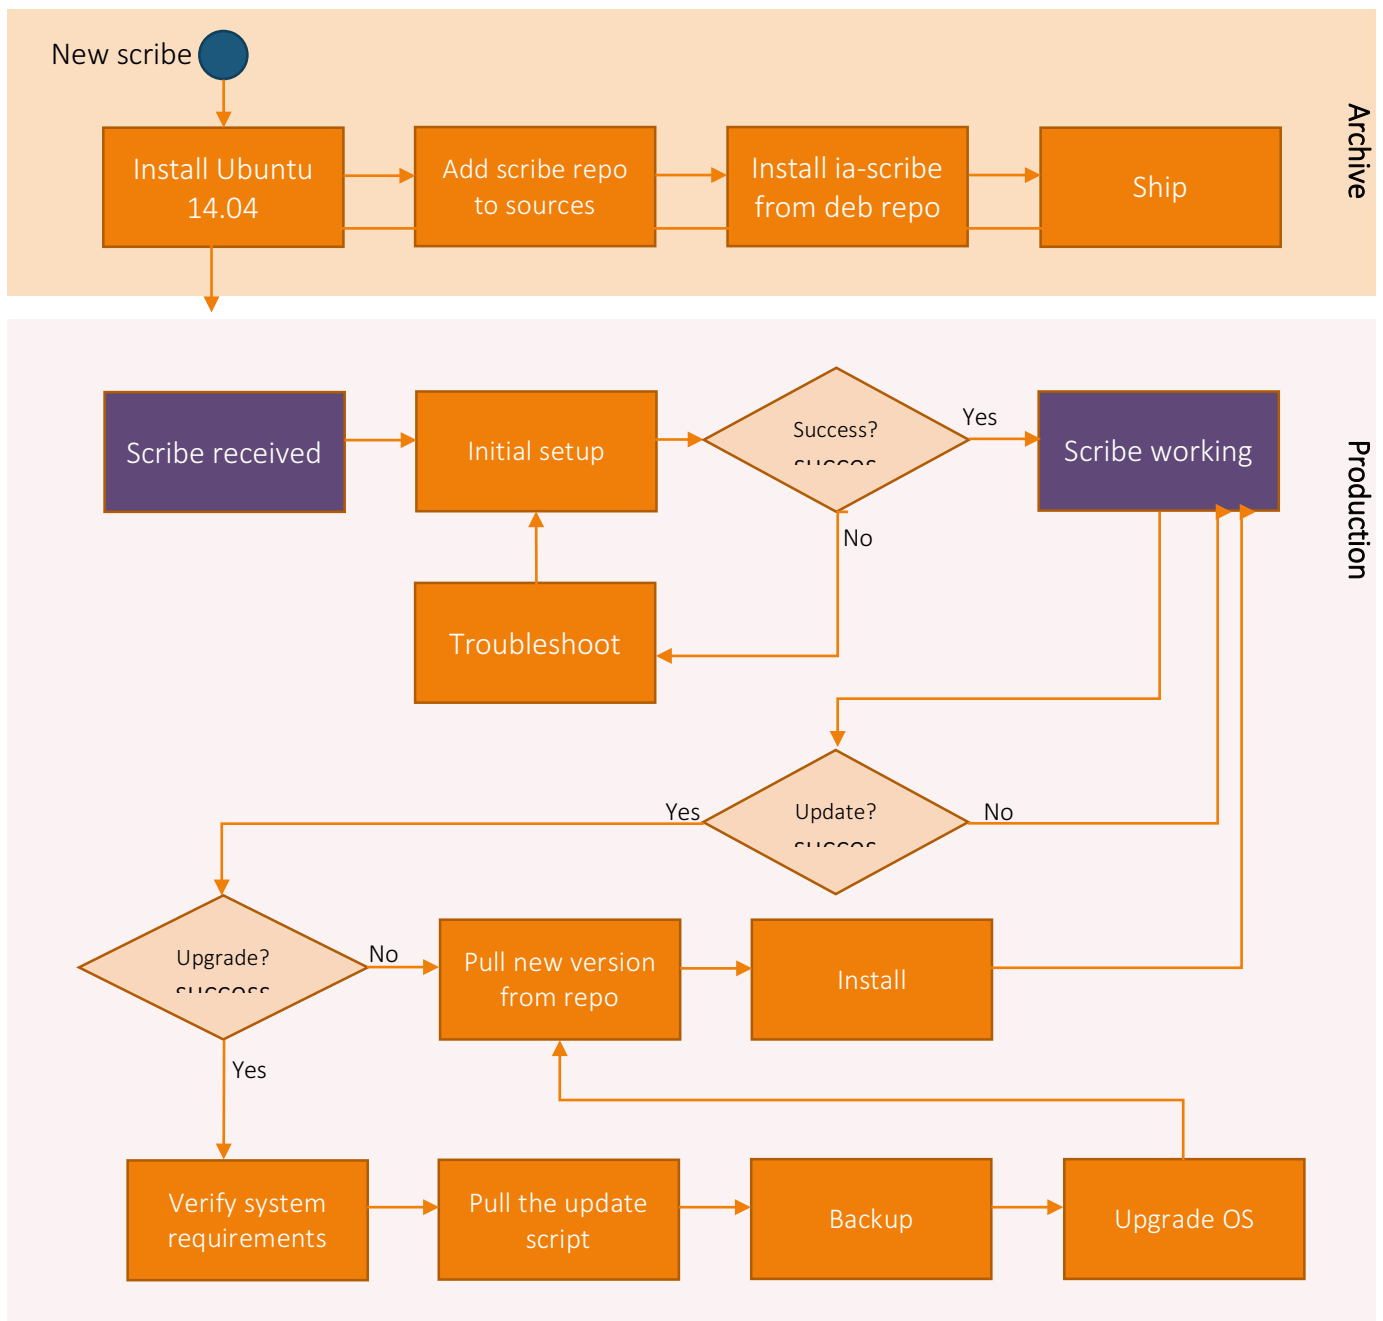 New scribe
Archive
Install Ubuntu
14.04
Add scribe repo
to sources
Install ia-scribe
from deb repo
Ship
Production
Scribe received
Initial setup
Success?
Yes
Scribe working
No
Troubleshoot
Update?
Yes
No
Upgrade?
No
Pull new version
from repo
Install
Yes
Verify system
requirements
Pull the update
script
Backup
Upgrade OS